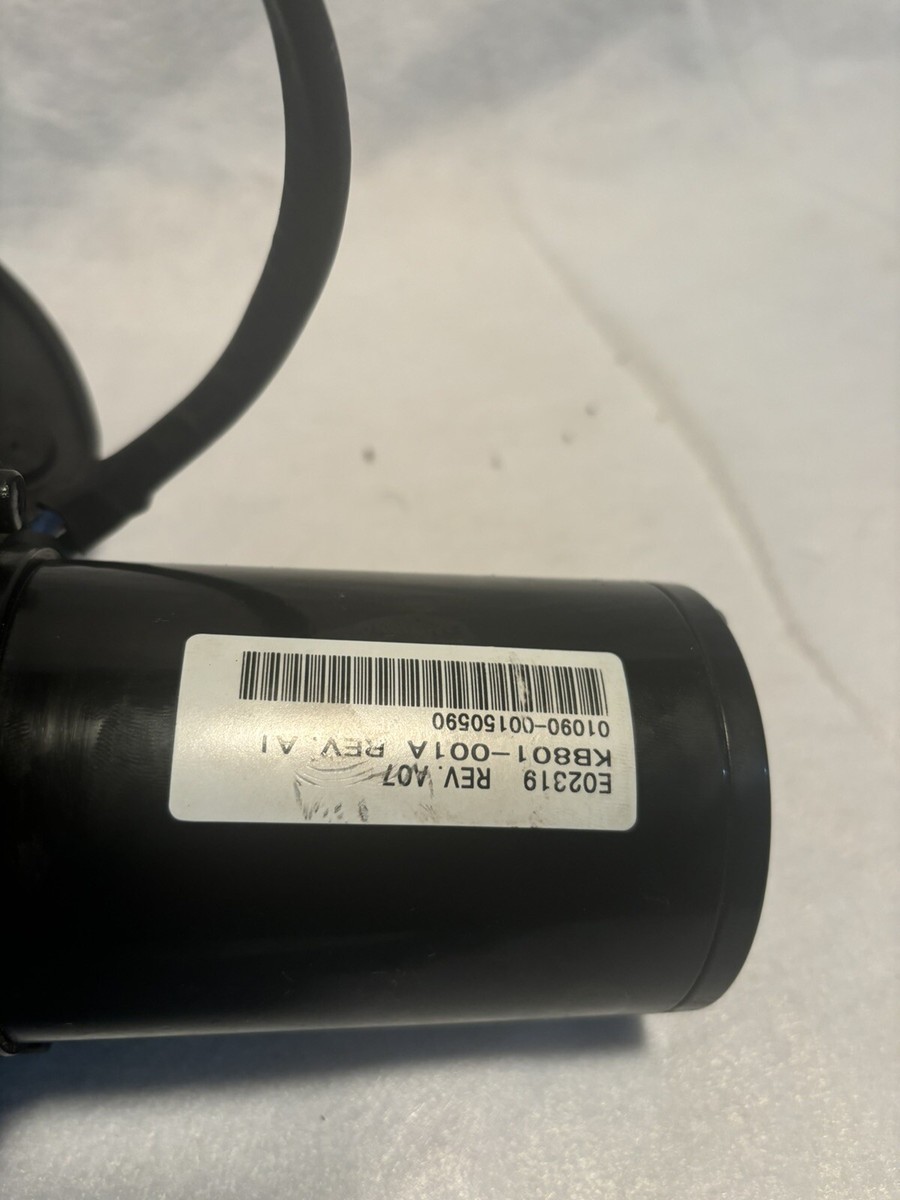 E02319 REV. A07
KB801-001A REV. A1
01090-00150590